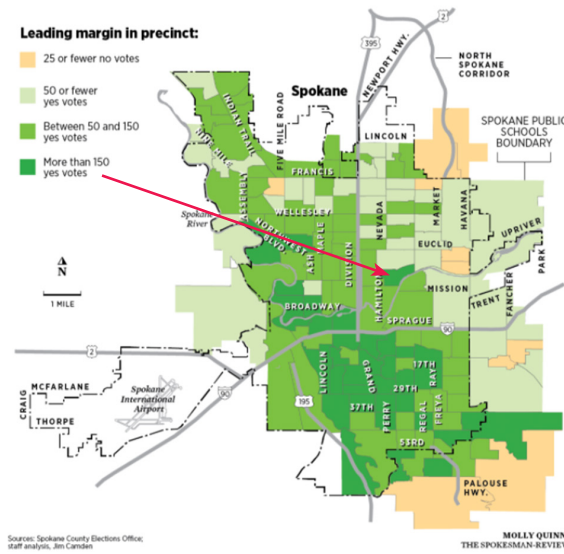 Leading margin in precinct:
25 or fewer no votes
50 or fewer
yes votes
Between 50 and 150
yes votes
More than 150
yes votes
N
1 MILE
Spokane
395
2
NEWPORT HWY.
NORTH
SPOKANE
CORRIDOR
SPOKANE PUBLIC
SCHOOLS
BOUNDARY
INDIAN TRAIL
NINE MILE
FIVE MILE ROAD
LINCOLN
FRANCIS
ASSEMBLY
WELLESLEY
Spokane
River
NORTHWEST
BLVD.
ASH
MAPLE
DIVISION
NEVADA
MARKET
HAVANA
EUCLID
UPRIVER
HAMILTON
MISSION
TRENT
FANCHER
PARK
BROADWAY
SPRAGUE
90
2
90
195
LINCOLN
GRAND
17TH
RAY
29TH
37TH
PERRY
REGAL
FREYA
53RD
PALOUSE
HWY.
CRAIG
MCFARLANE
THORPE
Spokane
International
Airport
Sources: Spokane County Elections Office;
staff analysis, Jim Camden
MOLLY QUINN
THE SPOKESMAN-REVIEW